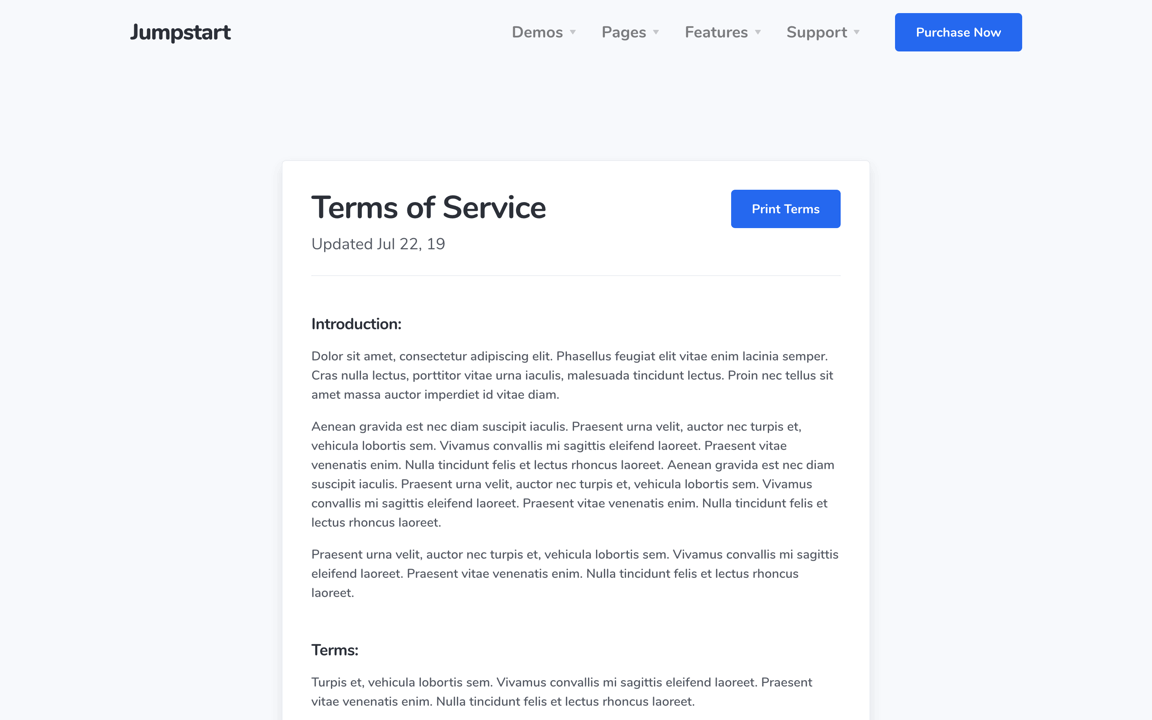 Jumpstart
Demos
Pages
Features
Support
Purchase Now
Terms of Service
Print Terms
Updated Jul 22, 19
Introduction:
Dolor sit amet, consectetur adipiscing elit. Phasellus feugiat elit vitae enim lacinia semper.
Cras nulla lectus, porttitor vitae urna iaculis, malesuada tincidunt lectus. Proin nec tellus sit
amet massa auctor imperdiet id vitae diam.
Aenean gravida est nec diam suscipit iaculis. Praesent urna velit, auctor nec turpis et,
vehicula lobortis sem. Vivamus convallis mi sagittis eleifend laoreet. Praesent vitae
venenatis enim. Nulla tincidunt felis et lectus rhoncus laoreet. Aenean gravida est nec diam
suscipit iaculis. Praesent urna velit, auctor nec turpis et, vehicula lobortis sem. Vivamus
convallis mi sagittis eleifend laoreet. Praesent vitae venenatis enim. Nulla tincidunt felis et
lectus rhoncus laoreet.
Praesent urna velit, auctor nec turpis et, vehicula lobortis sem. Vivamus convallis mi sagittis
eleifend laoreet. Praesent vitae venenatis enim. Nulla tincidunt felis et lectus rhoncus
laoreet.
Terms:
Turpis et, vehicula lobortis sem. Vivamus convallis mi sagittis eleifend laoreet. Praesent
vitae venenatis enim. Nulla tincidunt felis et lectus rhoncus laoreet.